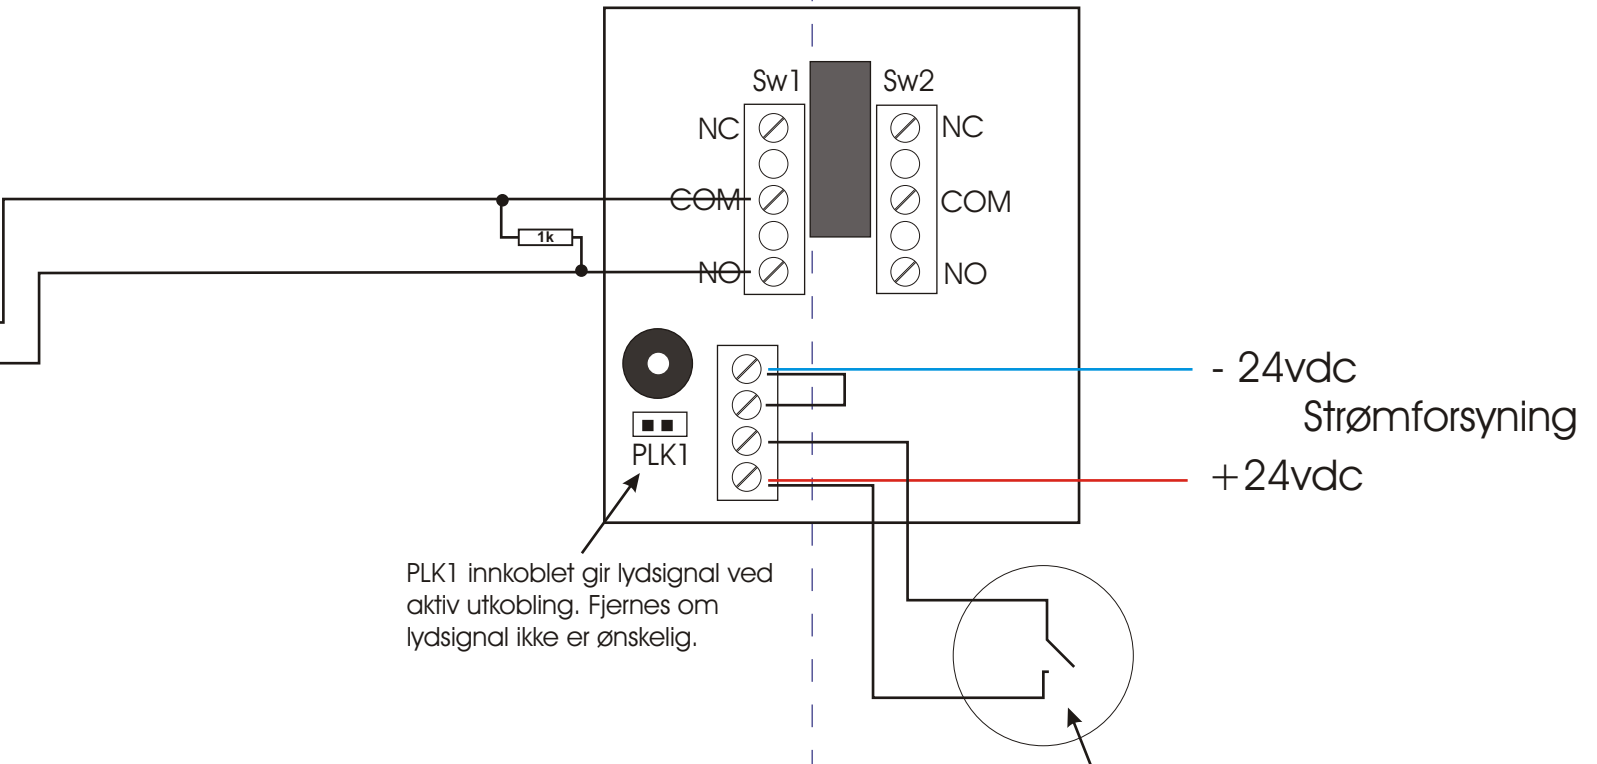 Sw1
Sw2
NC
NC
COM
COM
1k
NO
NO
- 24vdc
Strømforsyning
+24vdc
PLK1
PLK1 innkoblet gir lydsignal ved
aktiv utkobling. Fjernes om
lydsignal ikke er ønskelig.